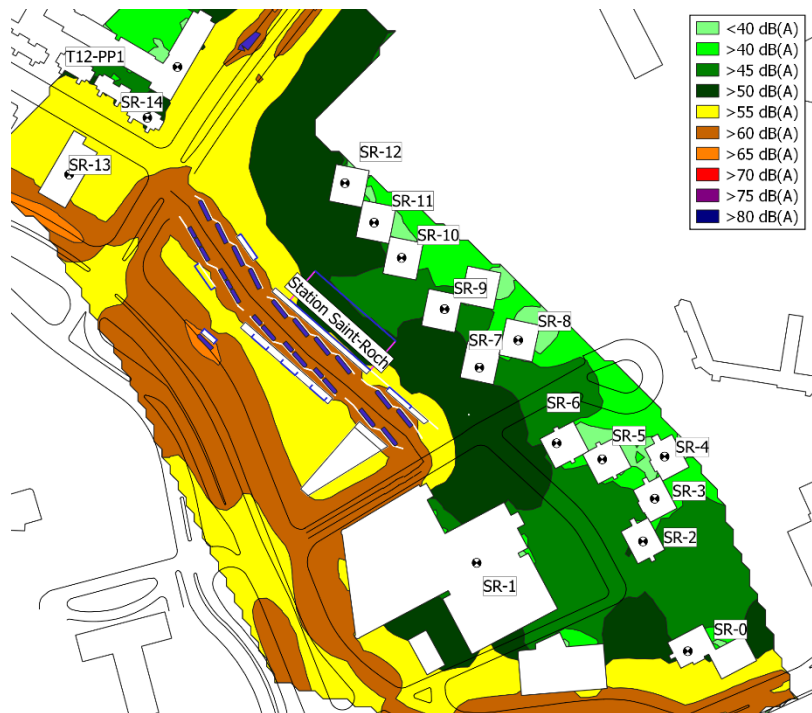 T12-PP1
SR-14
SR-13
SR-12
SR-11
SR-10
SR-9
SR-8
SR-7
Station Saint-Roch
SR-6
SR-5
SR-4
SR-3
SR-2
SR-1
SR-0
<40 dB(A)
>40 dB(A)
>45 dB(A)
>50 dB(A)
>55 dB(A)
>60 dB(A)
>65 dB(A)
>70 dB(A)
>75 dB(A)
>80 dB(A)